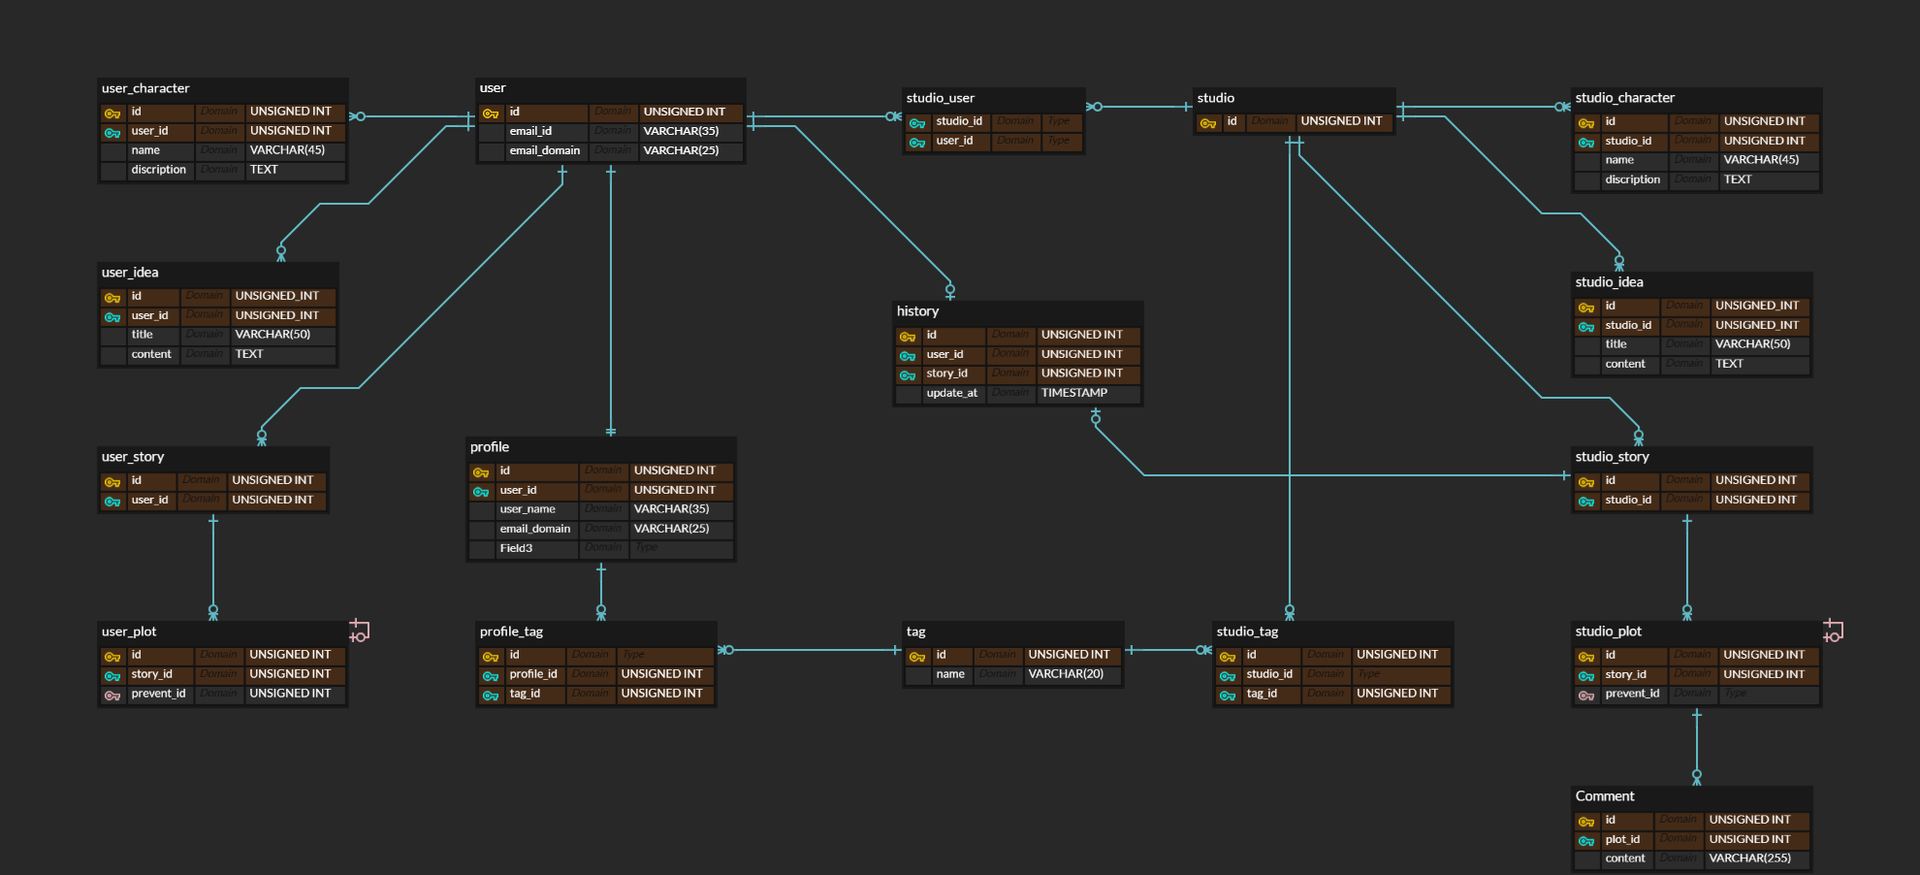 user_character
id Domain UNSIGNED INT
user_id Domain UNSIGNED INT
name Domain VARCHAR(45)
discription Domain TEXT
user
id Domain UNSIGNED INT
email_id Domain VARCHAR(35)
email_domain Domain VARCHAR(25)
studio_user
studio_id Domain Type
user_id Domain Type
studio
id Domain UNSIGNED INT
studio_character
id Domain UNSIGNED INT
studio_id Domain UNSIGNED INT
name Domain VARCHAR(45)
discription Domain TEXT
user_idea
id Domain UNSIGNED_INT
user_id Domain UNSIGNED_INT
title Domain VARCHAR(50)
content Domain TEXT
history
id Domain UNSIGNED INT
user_id Domain UNSIGNED INT
story_id Domain UNSIGNED INT
update_at Domain TIMESTAMP
studio_idea
id Domain UNSIGNED_INT
studio_id Domain UNSIGNED_INT
title Domain VARCHAR(50)
content Domain TEXT
user_story
id Domain UNSIGNED INT
user_id Domain UNSIGNED INT
profile
id Domain UNSIGNED INT
user_id Domain UNSIGNED INT
user_name Domain VARCHAR(35)
email_domain Domain VARCHAR(25)
Field3 Domain Type
studio_story
id Domain UNSIGNED INT
studio_id Domain UNSIGNED INT
user_plot
id Domain UNSIGNED INT
story_id Domain UNSIGNED INT
prevent_id Domain UNSIGNED INT
profile_tag
id Domain Type
profile_id Domain UNSIGNED INT
tag_id Domain UNSIGNED INT
tag
id Domain UNSIGNED INT
name Domain VARCHAR(20)
studio_tag
id Domain UNSIGNED INT
studio_id Domain Type
tag_id Domain UNSIGNED INT
studio_plot
id Domain UNSIGNED INT
story_id Domain UNSIGNED INT
prevent_id Domain Type
Comment
id Domain UNSIGNED INT
plot_id Domain UNSIGNED INT
content Domain VARCHAR(255)